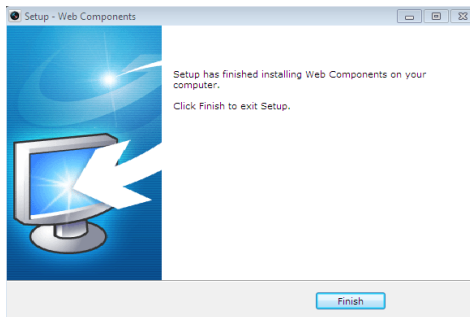 Setup - Web Components
Setup has finished installing Web Components on your
computer.
Click Finish to exit Setup.
Finish